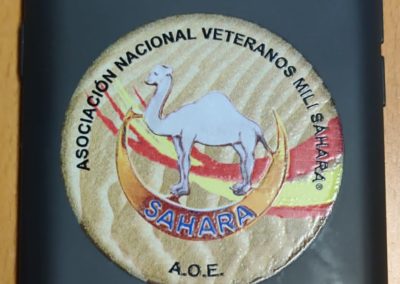 ASOCIACIÓN NACIONAL VETERANOS MILI SAHARA®
SAHARA
A.O.E.